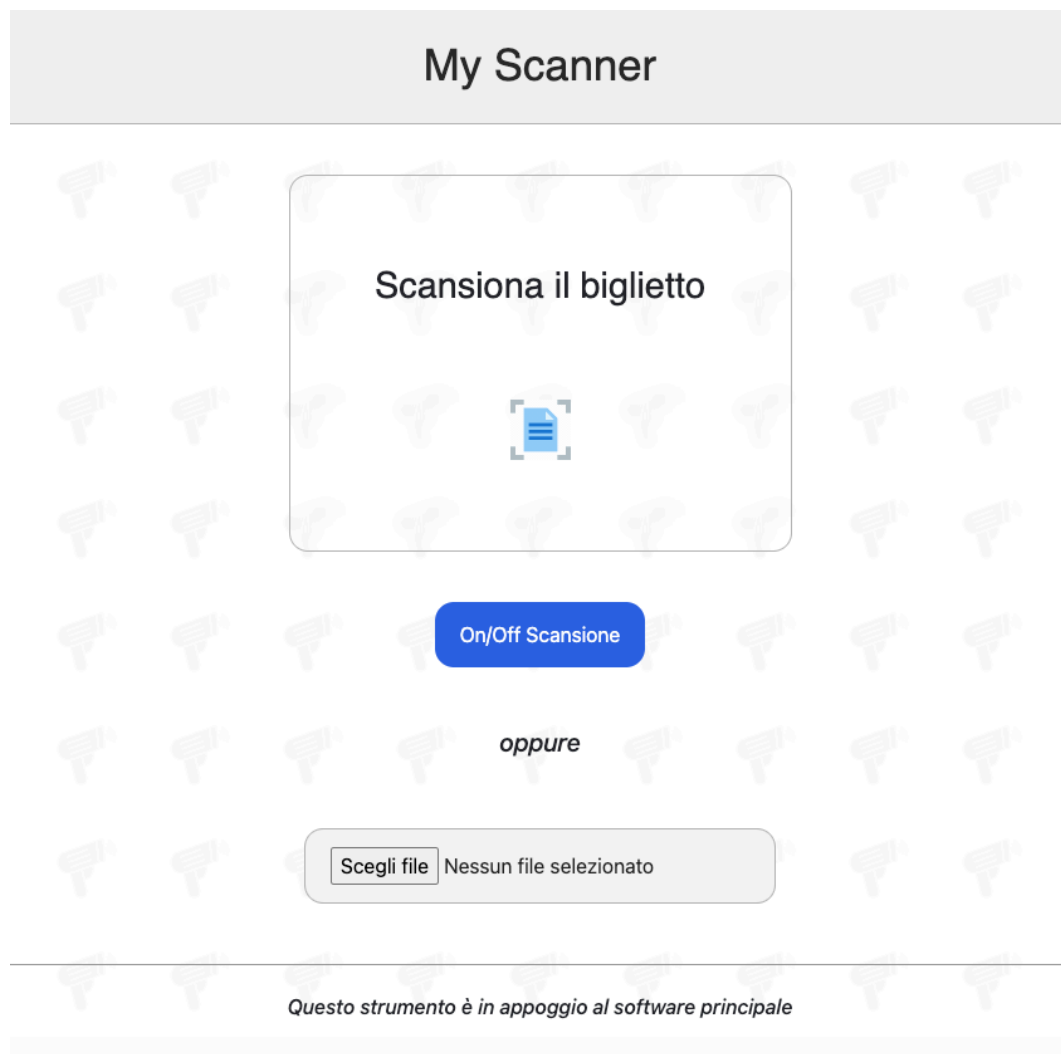 My Scanner
Scansiona il biglietto
On/Off Scansione
oppure
Scegli file Nessun file selezionato
Questo strumento è in appoggio al software principale